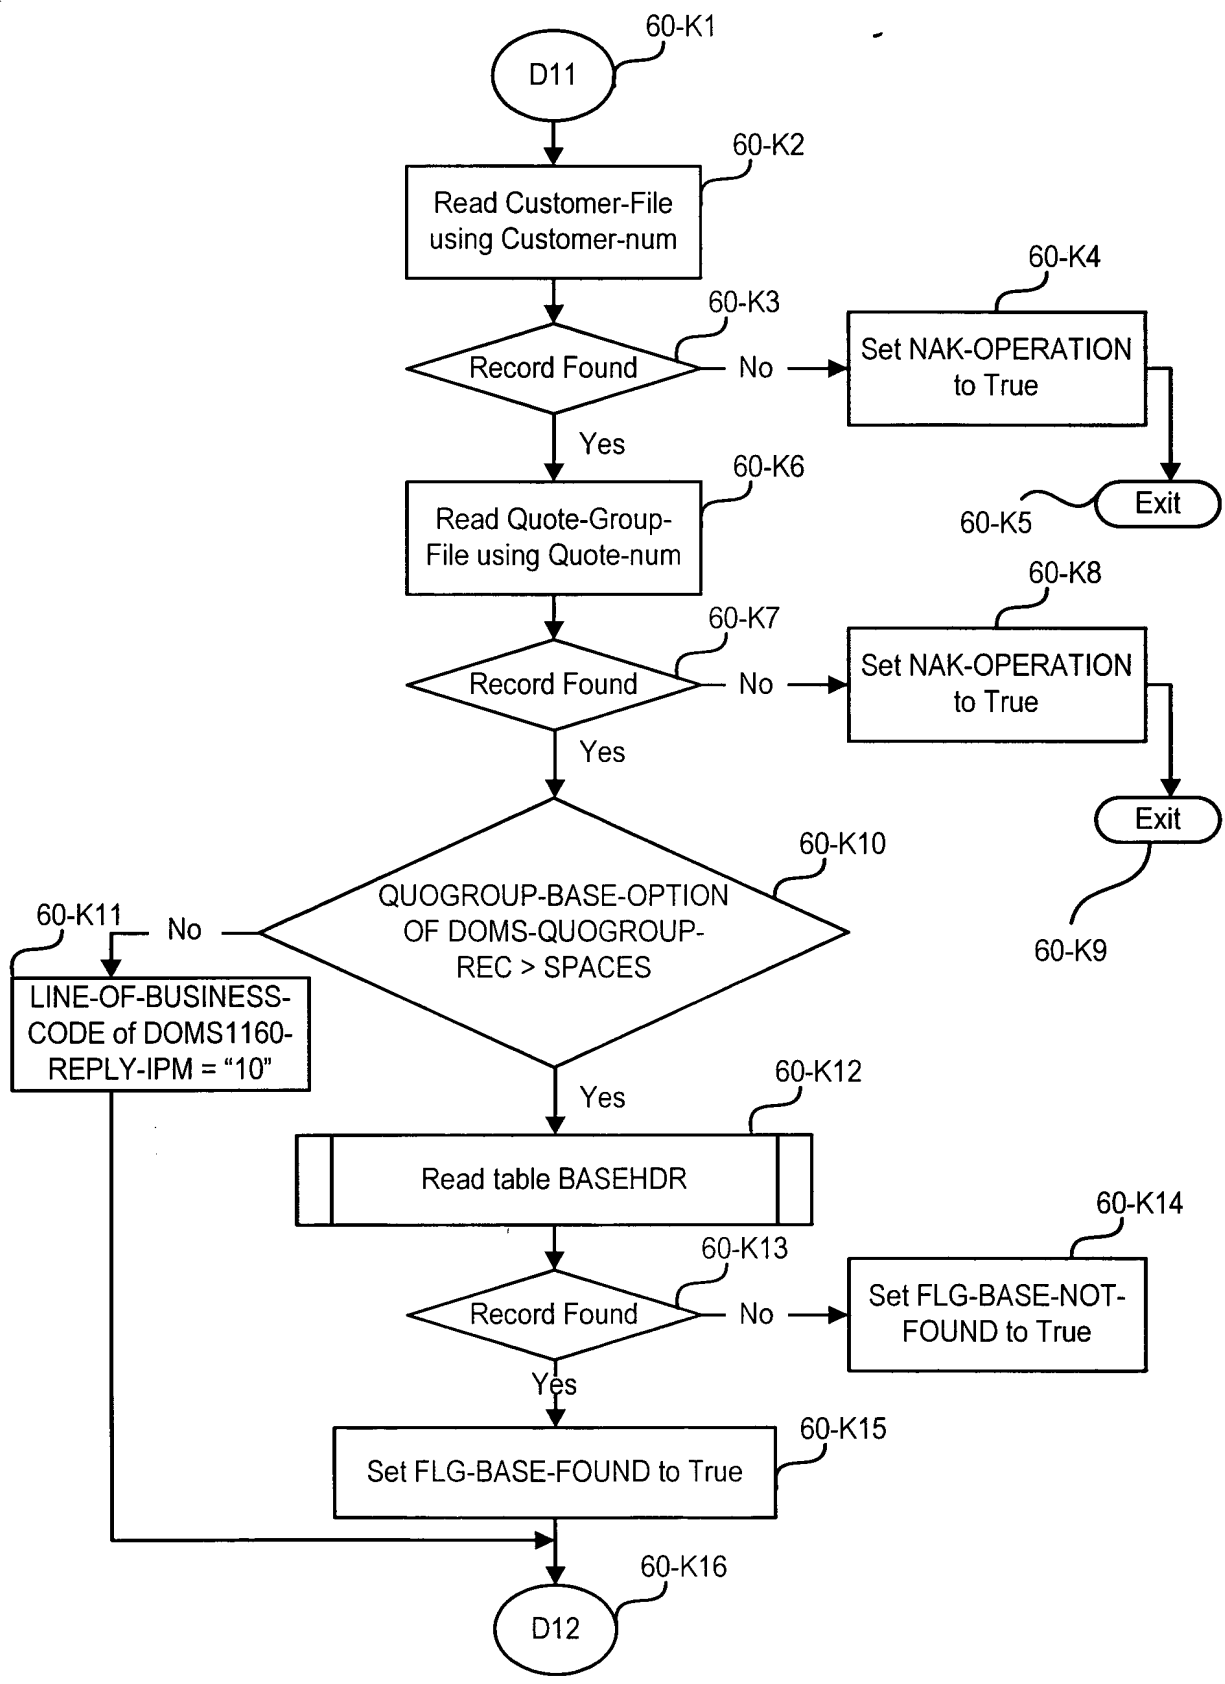 60-K1
D11
60-K2
Read Customer-File
using Customer-num
60-K3
Record Found
No
60-K4
Set NAK-OPERATION
to True
60-K5
Exit
Yes
60-K6
Read Quote-Group-
File using Quote-num
60-K7
Record Found
No
60-K8
Set NAK-OPERATION
to True
Exit
60-K9
Yes
60-K10
QUOGROUP-BASE-OPTION
OF DOMS-QUOGROUP-
REC > SPACES
No
60-K11
LINE-OF-BUSINESS-
CODE of DOMS1160-
REPLY-IPM = “10”
Yes
60-K12
Read table BASEHDR
60-K13
Record Found
No
60-K14
Set FLG-BASE-NOT-
FOUND to True
Yes
60-K15
Set FLG-BASE-FOUND to True
60-K16
D12